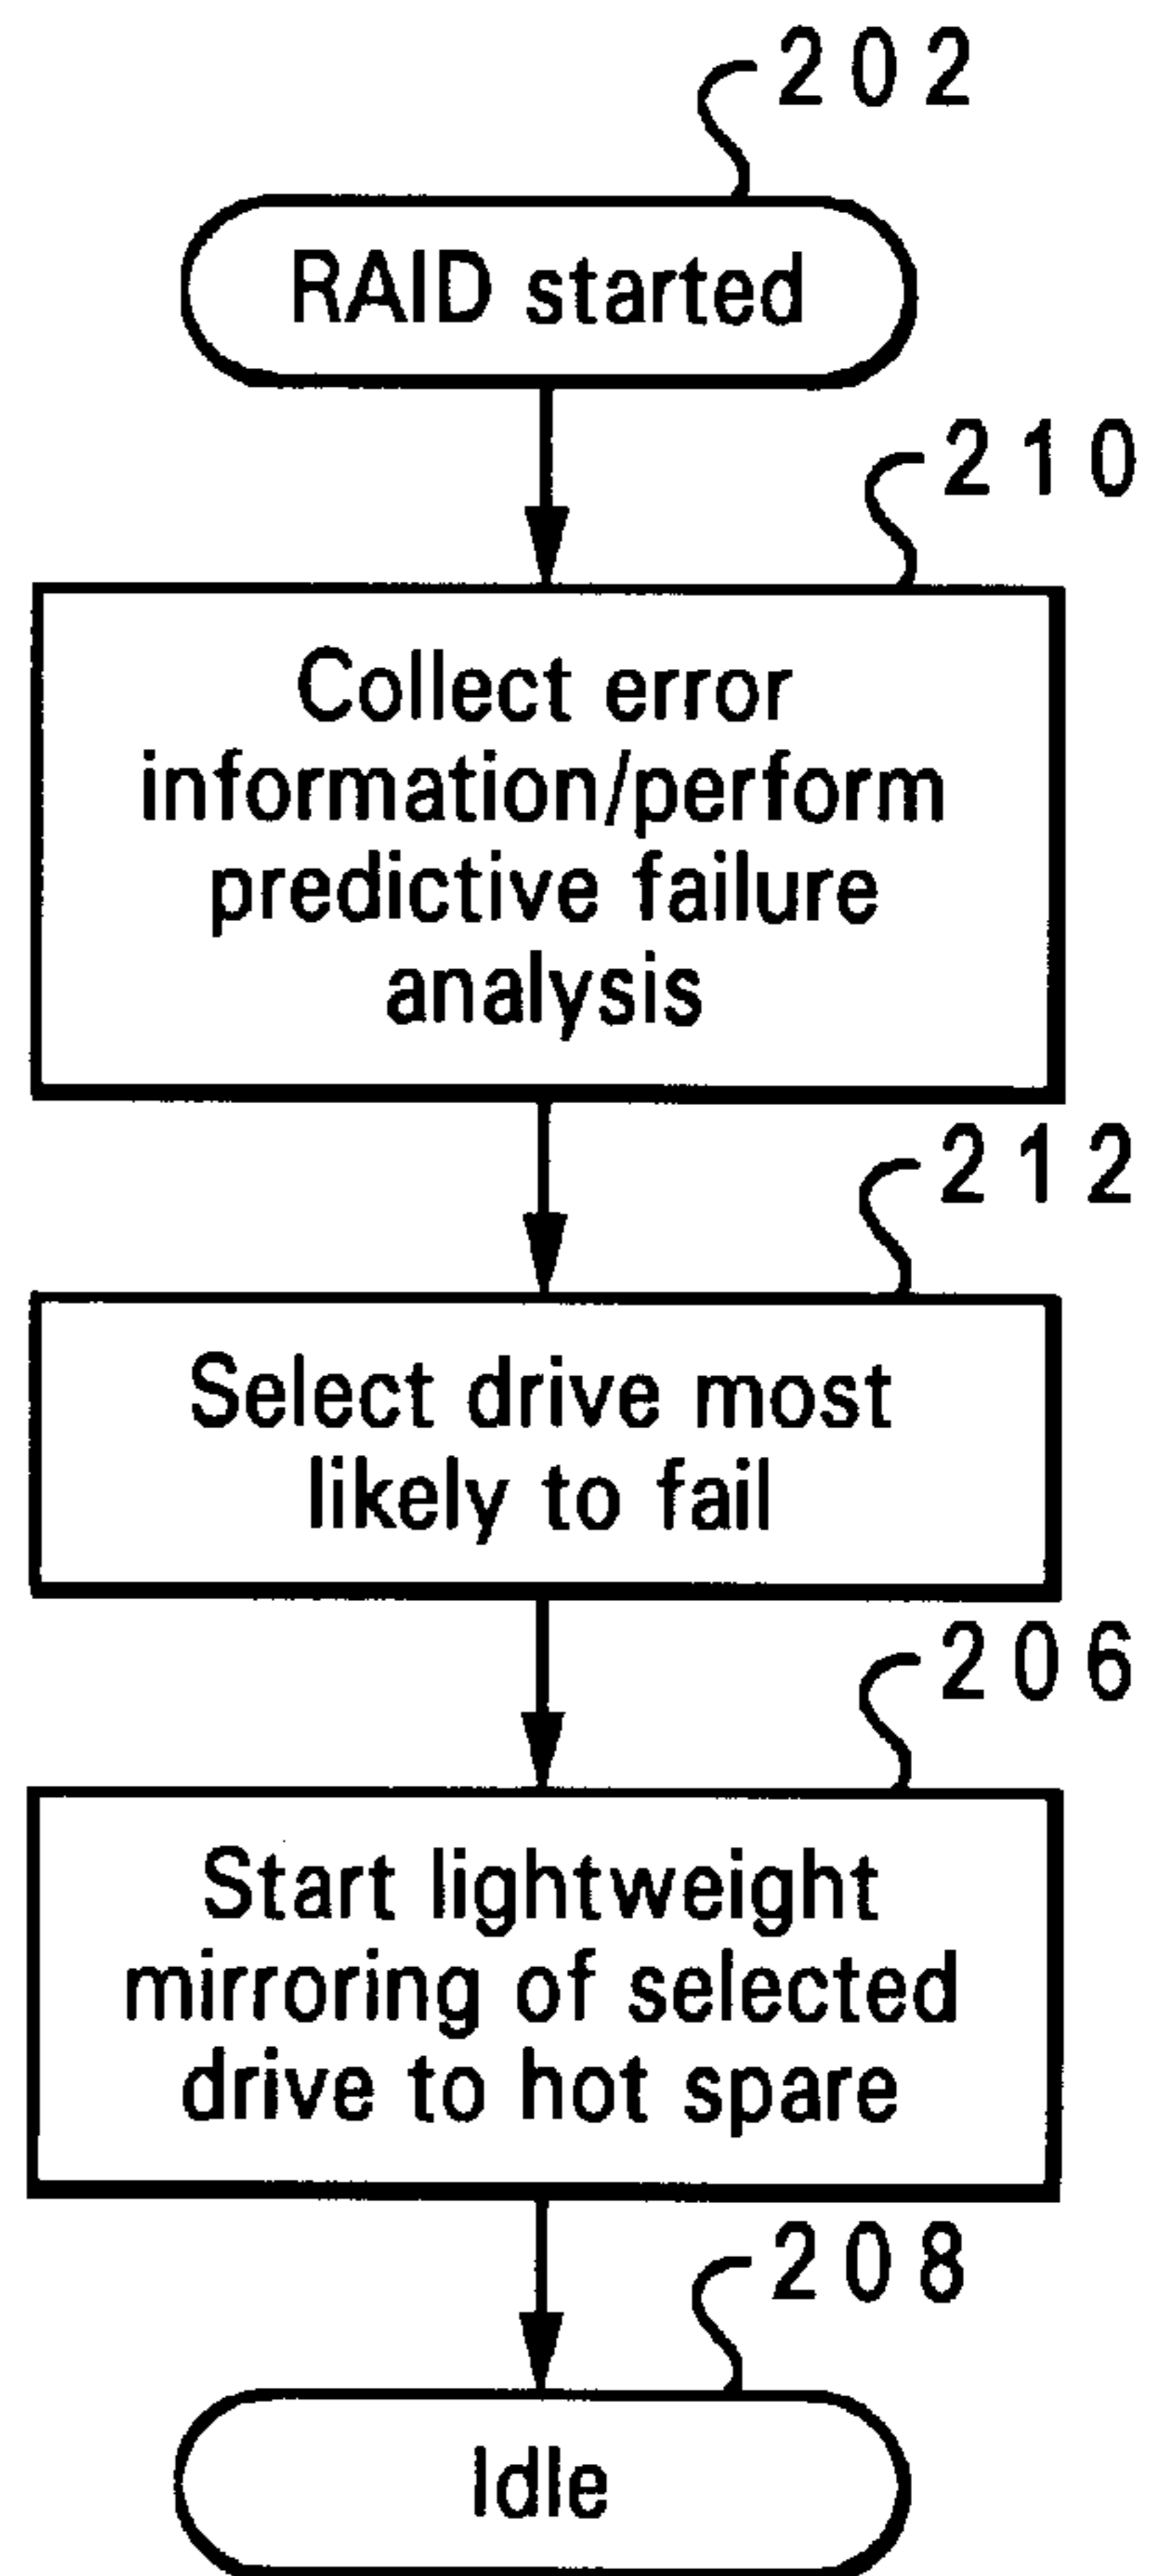 202
RAID started
210
Collect error
information/perform
predictive failure
analysis
212
Select drive most
likely to fail
206
Start lightweight
mirroring of selected
drive to hot spare
208
Idle